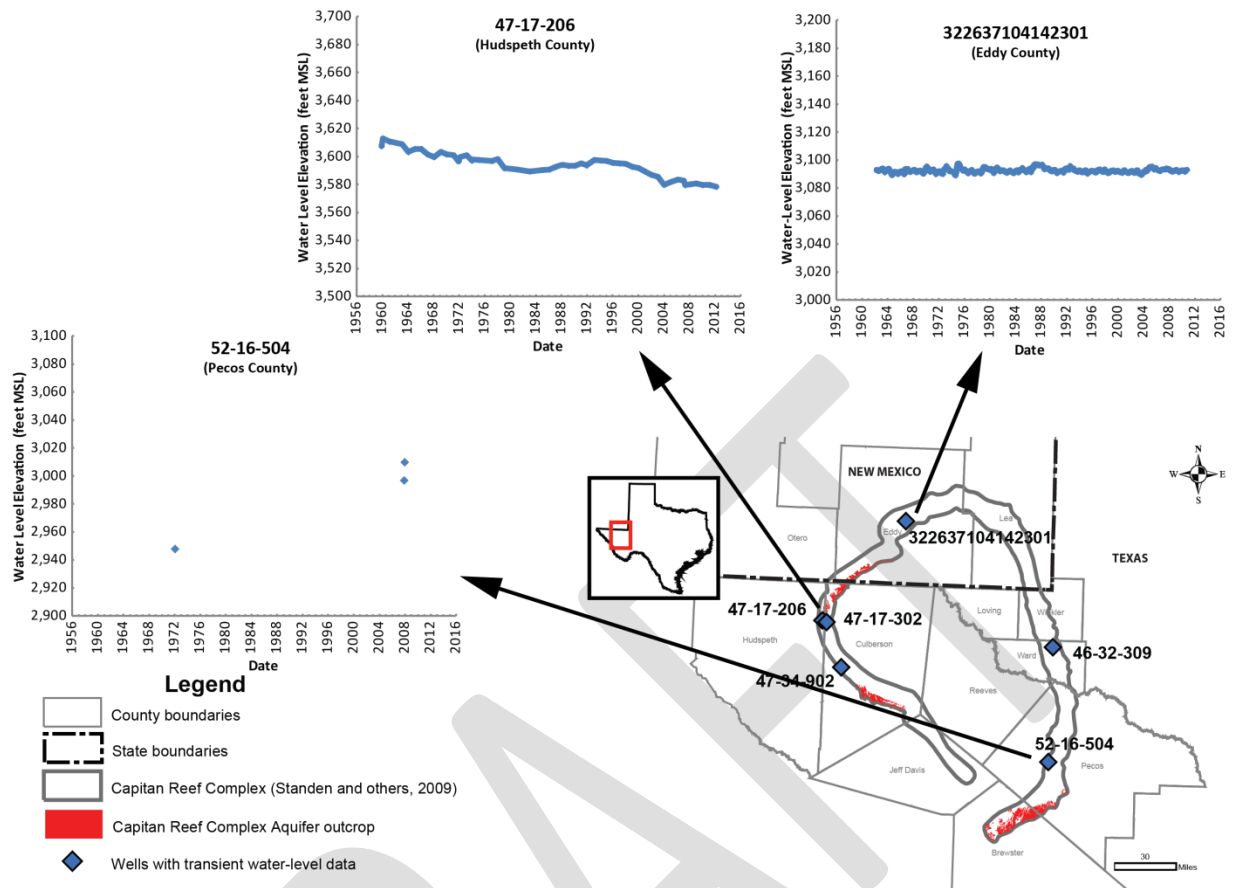 47-17-206
(Hudspeth County)
Water Level Elevation (feet MSL)
3,700
3,680
3,660
3,640
3,620
3,600
3,580
3,560
3,540
3,520
3,500
1956
1960
1964
1968
1972
1976
1980
1984
1988
1992
1996
2000
2004
2008
2012
2016
Date
322637104142301
(Eddy County)
Water-Level Elevation (feet MSL)
3,200
3,180
3,160
3,140
3,120
3,100
3,080
3,060
3,040
3,020
3,000
1956
1960
1964
1968
1972
1976
1980
1984
1988
1992
1996
2000
2004
2008
2012
2016
Date
52-16-504
(Pecos County)
Water Level Elevation (feet MSL)
3,100
3,080
3,060
3,040
3,020
3,000
2,980
2,960
2,940
2,920
2,900
1956
1960
1964
1968
1972
1976
1980
1984
1988
1992
1996
2000
2004
2008
2012
2016
Date
NEW MEXICO
N
W E
S
Otero
Eddy
Lea
322637104142301
TEXAS
47-17-206
47-17-302
Loving
Winkler
Hudspeth
Culberson
Ward
46-32-309
47-34-902
Reeves
52-16-504
Pecos
Jeff Davis
Brewster
30
Miles
Legend
County boundaries
State boundaries
Capitan Reef Complex (Standen and others, 2009)
Capitan Reef Complex Aquifer outcrop
Wells with transient water-level data
DRAFT